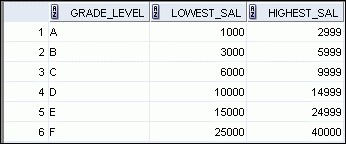 GRADE_LEVEL LOWEST_SAL HIGHEST_SAL
1 A 1000 2999
2 B 3000 5999
3 C 6000 9999
4 D 10000 14999
5 E 15000 24999
6 F 25000 40000